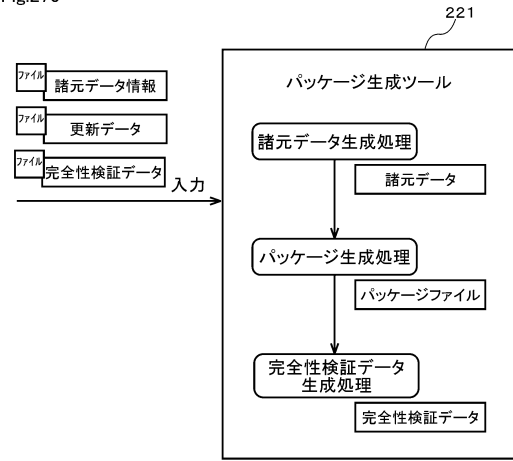 221
ファイル
諸元データ情報
ファイル
更新データ
ファイル
完全性検証データ
入力
パッケージ生成ツール
諸元データ生成処理
諸元データ
パッケージ生成処理
パッケージファイル
完全性検証データ
生成処理
完全性検証データ